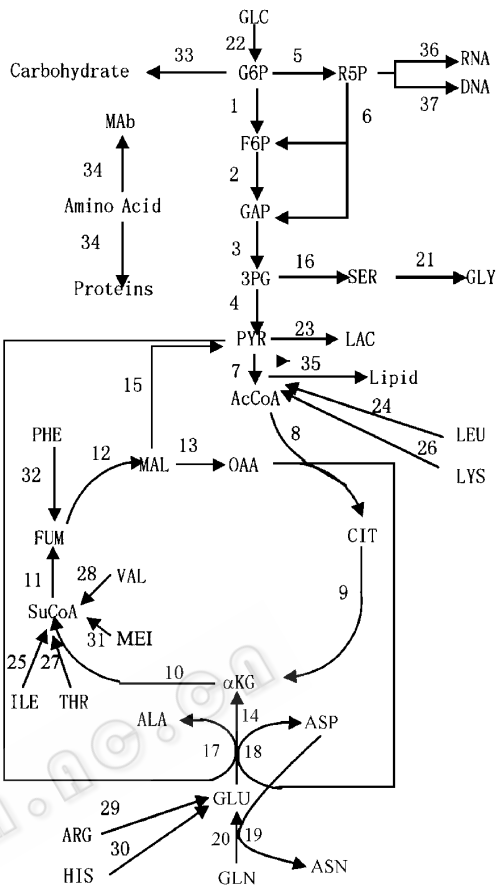 GLC
22
33 5 36 RNA
Carbohydrate G6P R5P
DNA
37
MAb 1 6
F6P
34 2
Amino Acid GAP
34
3 16 21
Proteins 3PG SER GLY
4
PYR 23 LAC
15 7 35
Lipid
AcCoA
24
PHE 8 LEU
12 13 26
32 MAL OAA LYS
FUM CIT
11 28 VAL
9
SuCoA
31 MEI
25 27 10
αKG
ILE THR
ALA 14 ASP
17 18
GLU
29
ARG
30 20 19
HIS
GLN ASN
.nc.cn